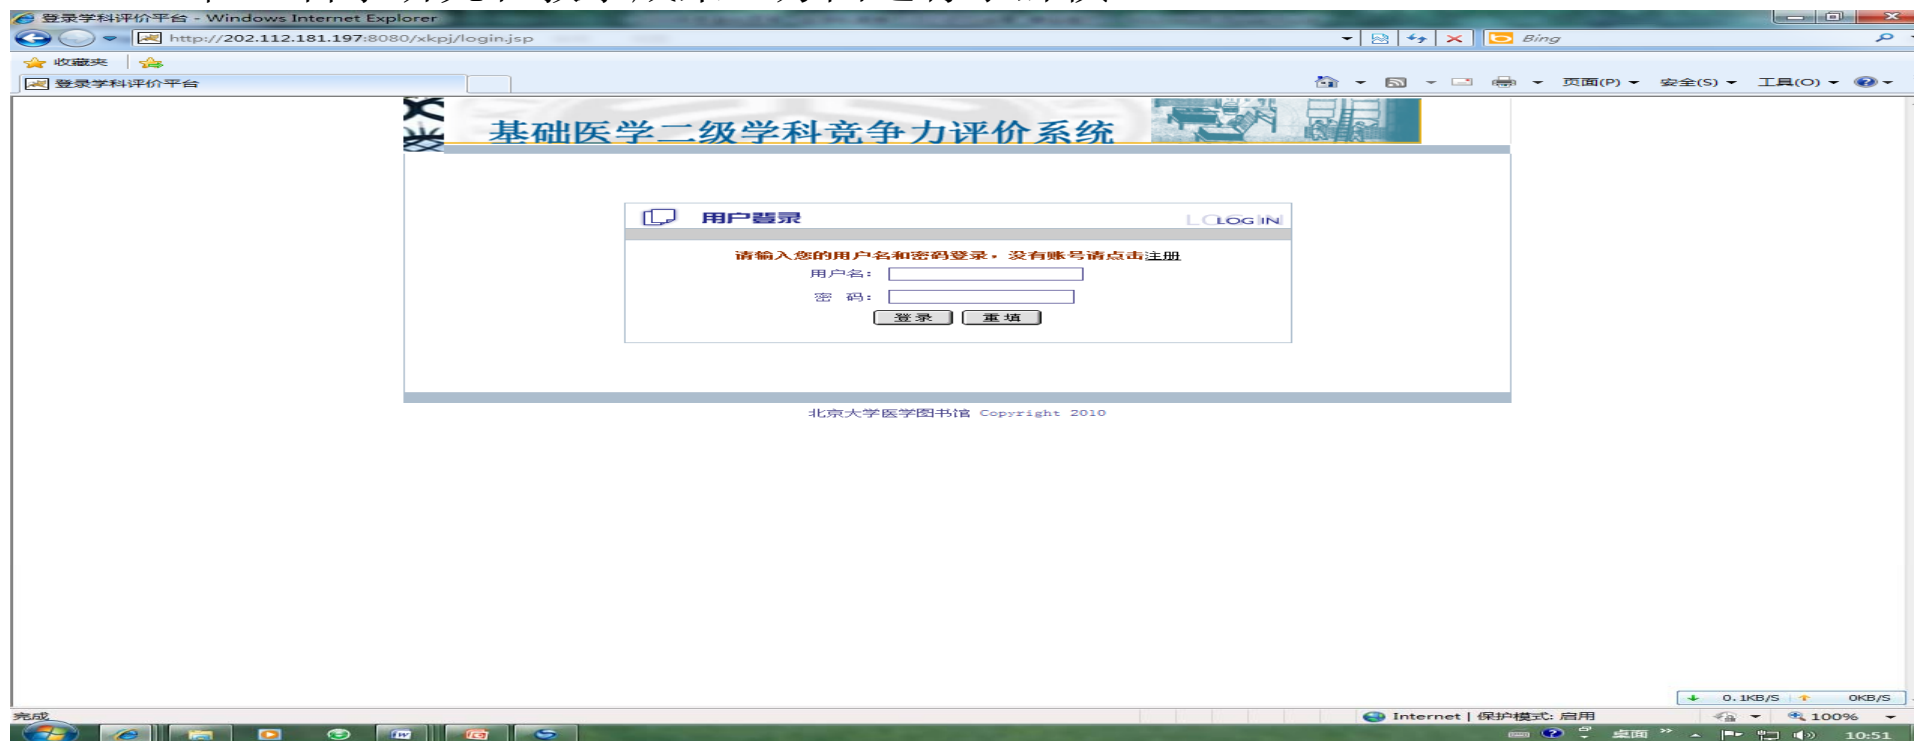 登录学科评价平台 - Windows Internet Explorer
http://202.112.181.197:8080/xkpj/login.jsp
Bing
收藏夹
登录学科评价平台
页面(P) 安全(S) 工具(O)
基础医学二级学科竞争力评价系统
用户登录
LOG IN
请输入您的用户名和密码登录，没有账号请点击注册
用户名：
密 码：
登录 重填
北京大学医学图书馆 Copyright 2010
0.1KB/S 0KB/S
完成
Internet | 保护模式: 启用
100%
桌面
10:51